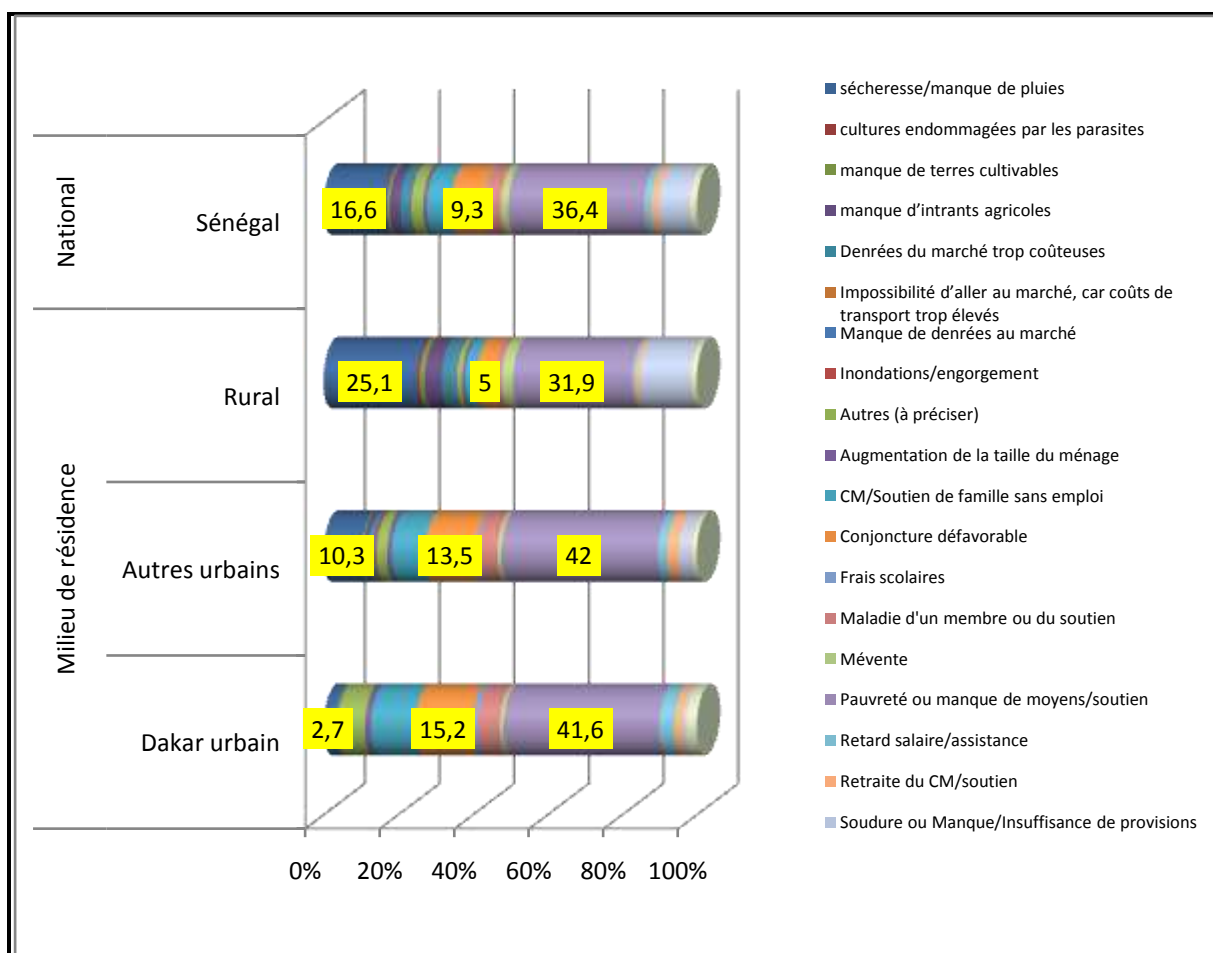 National
Sénégal
16,6
9,3
36,4
Milieu de résidence
Rural
25,1
5
31,9
Autres urbains
10,3
13,5
42
Dakar urbain
2,7
15,2
41,6
0% 20% 40% 60% 80% 100%
sécheresse/manque de pluies
cultures endommagées par les parasites
manque de terres cultivables
manque d’intrants agricoles
Denrées du marché trop coûteuses
Impossibilité d’aller au marché, car coûts de
transport trop élevés
Manque de denrées au marché
Inondations/engorgement
Autres (à préciser)
Augmentation de la taille du ménage
CM/Soutien de famille sans emploi
Conjoncture défavorable
Frais scolaires
Maladie d'un membre ou du soutien
Mévente
Pauvreté ou manque de moyens/soutien
Retard salaire/assistance
Retraite du CM/soutien
Soudure ou Manque/Insuffisance de provisions